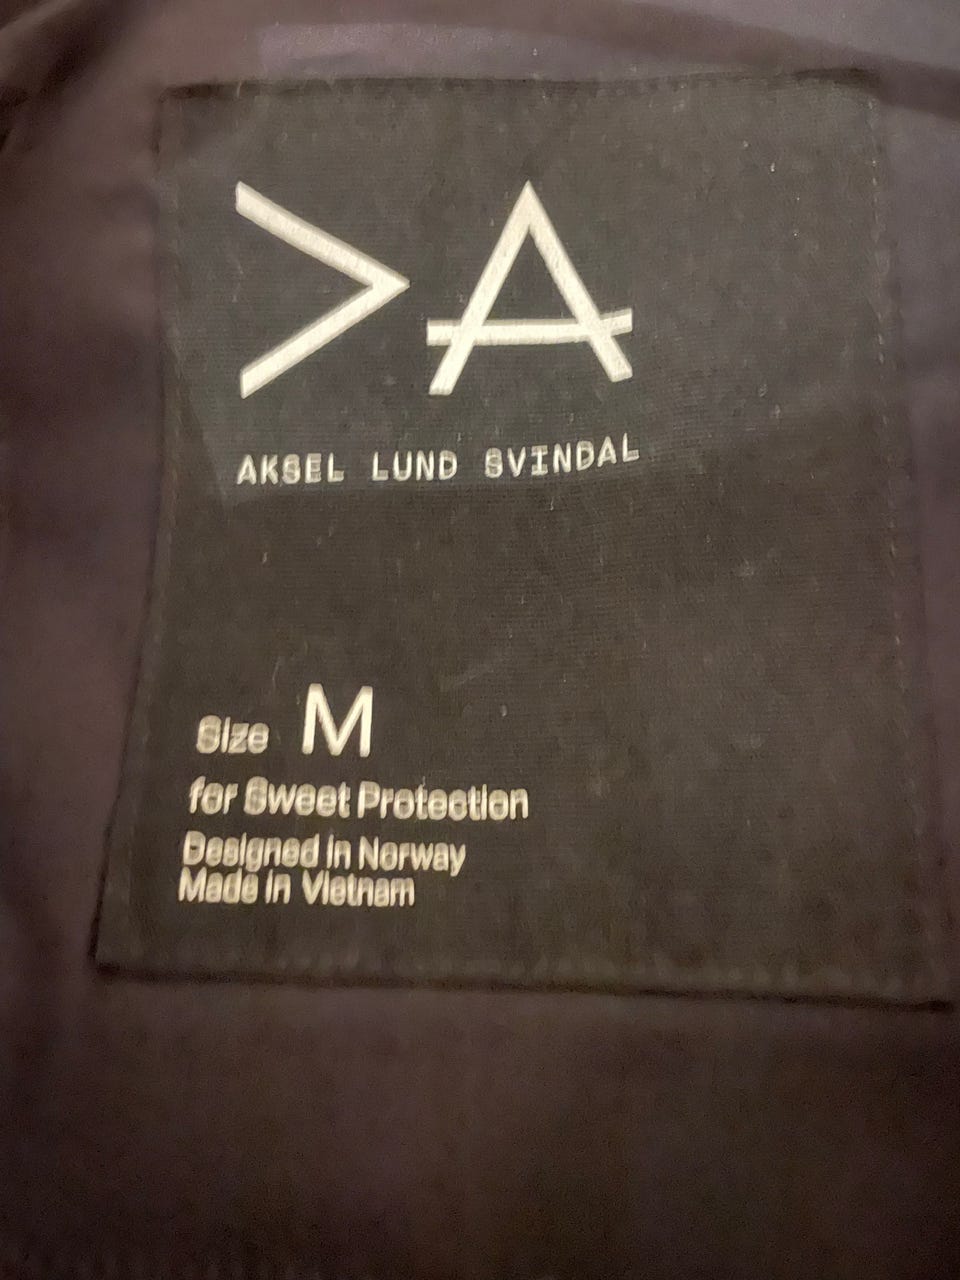 >A
AKSEL LUND SVINDAL
Size M
for Sweet Protection
Designed in Norway
Made in Vietnam